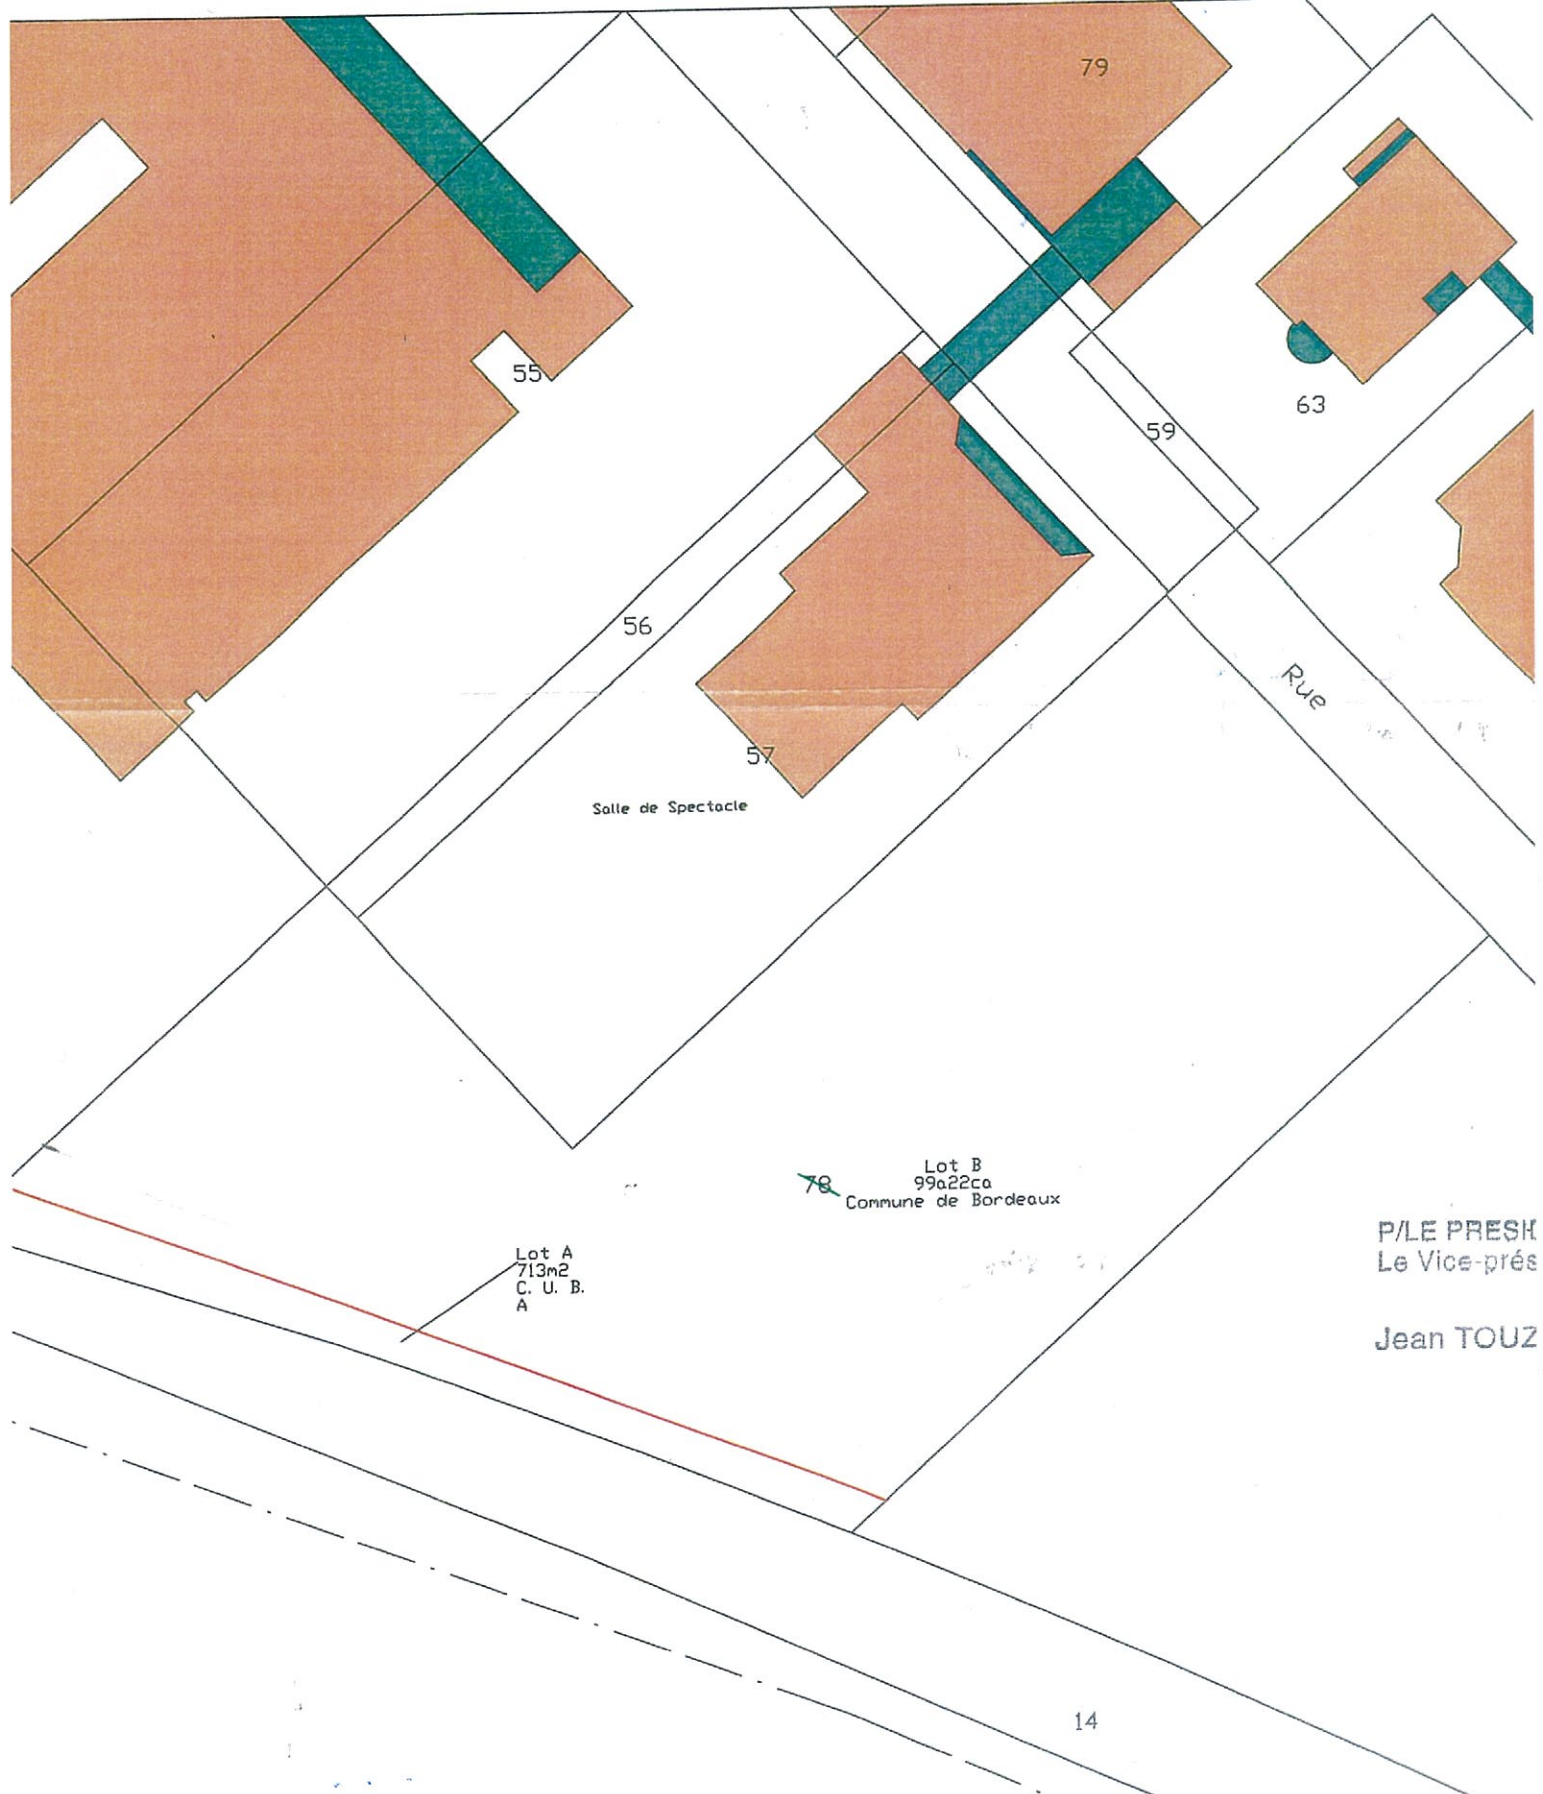 79
55
63
59
56
Rue
57
Salle de Spectacle
78
Lot B
99a22ca
Commune de Bordeaux
Lot A
713m2
C. U. B.
A
P/LE PRESI
Le Vice-prés
Jean TOUZ
14